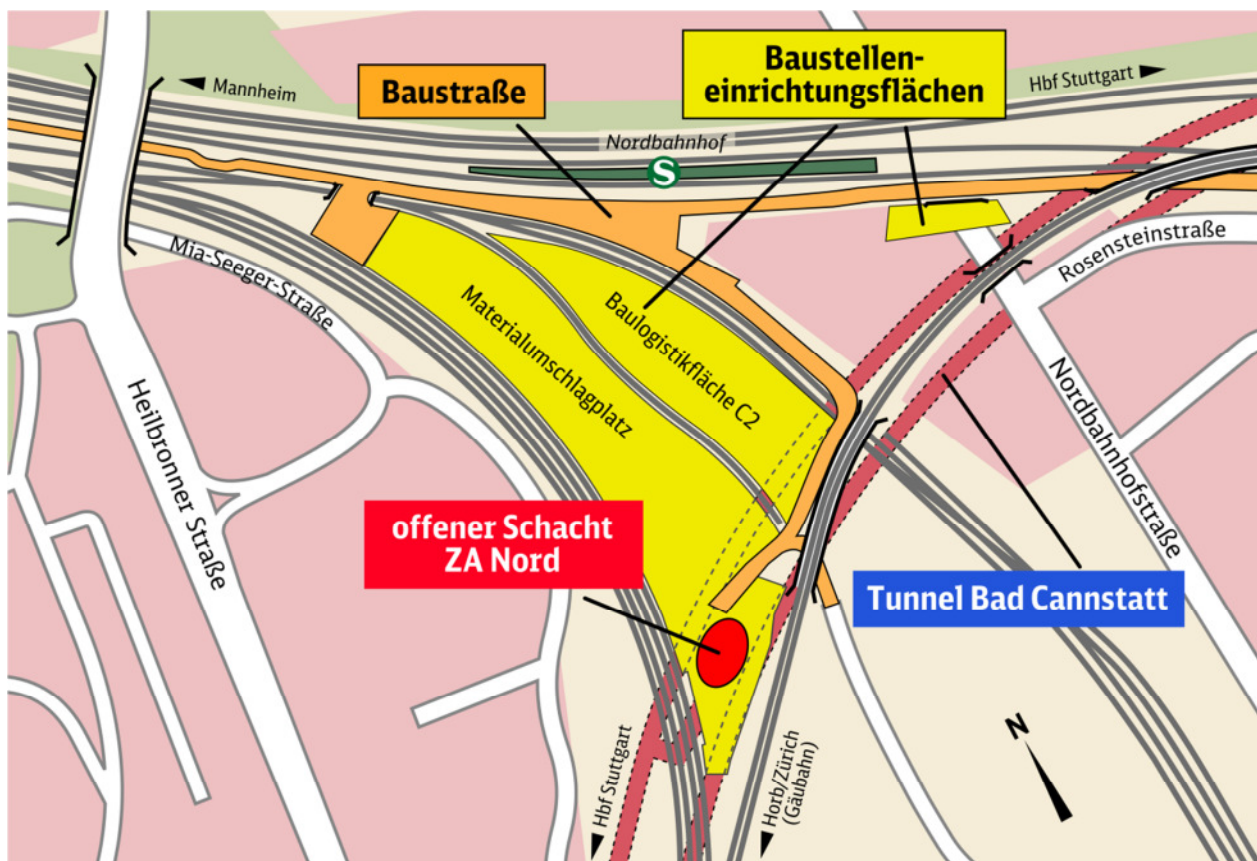 Baustellen-
einrichtungsflächen
Baustraße
Mannheim
Hbf Stuttgart
Nordbahnhof
S
Mia-Seeger-Straße
Rosensteinstraße
Materialumschlagplatz
Baulogistikfläche C2
Heilbronner Straße
Nordbahnhofstraße
offener Schacht
ZA Nord
Tunnel Bad Cannstatt
Hbf Stuttgart
Horb/Zürich
(Gäubahn)
N